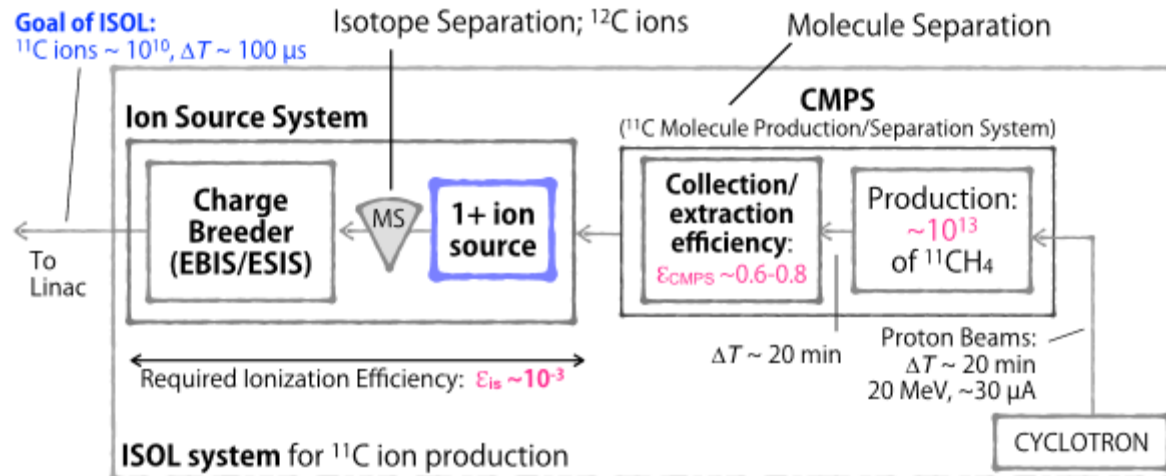 Goal of ISOL:
¹¹C ions ~ 10¹⁰, ΔT ~ 100 µs
Isotope Separation; ¹²C ions
Molecule Separation
Ion Source System
CMPS
(¹¹C Molecule Production/Separation System)
Charge
Breeder
(EBIS/ESIS)
MS
1+ ion
source
Collection/
extraction
efficiency:
εCMPS ~0.6-0.8
Production:
~10¹³
of ¹¹CH₄
To
Linac
ΔT ~ 20 min
Proton Beams:
ΔT ~ 20 min
20 MeV, ~30 µA
Required Ionization Efficiency: εis ~10⁻³
CYCLOTRON
ISOL system for ¹¹C ion production